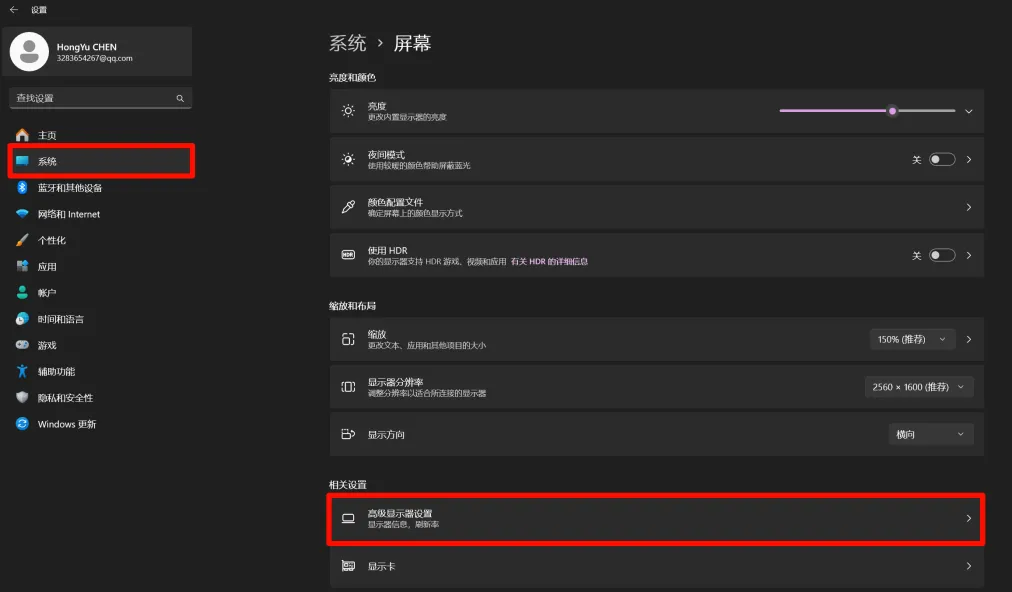 设置
HongYu CHEN
3283654267@qq.com
查找设置
主页
系统
蓝牙和其他设备
网络和 Internet
个性化
应用
帐户
时间和语言
游戏
辅助功能
隐私和安全性
Windows 更新
系统 › 屏幕
亮度和颜色
亮度
更改内置显示器的亮度
夜间模式
使用较暖的颜色帮助屏蔽蓝光
关
颜色配置文件
确定屏幕上的颜色显示方式
HDR
使用 HDR
你的显示器支持 HDR 游戏、视频和应用 有关 HDR 的详细信息
关
缩放和布局
缩放
更改文本、应用和其他项目的大小
150% (推荐)
显示器分辨率
调整分辨率以适合所连接的显示器
2560 × 1600 (推荐)
显示方向
横向
相关设置
高级显示器设置
显示器信息，刷新率
显示卡